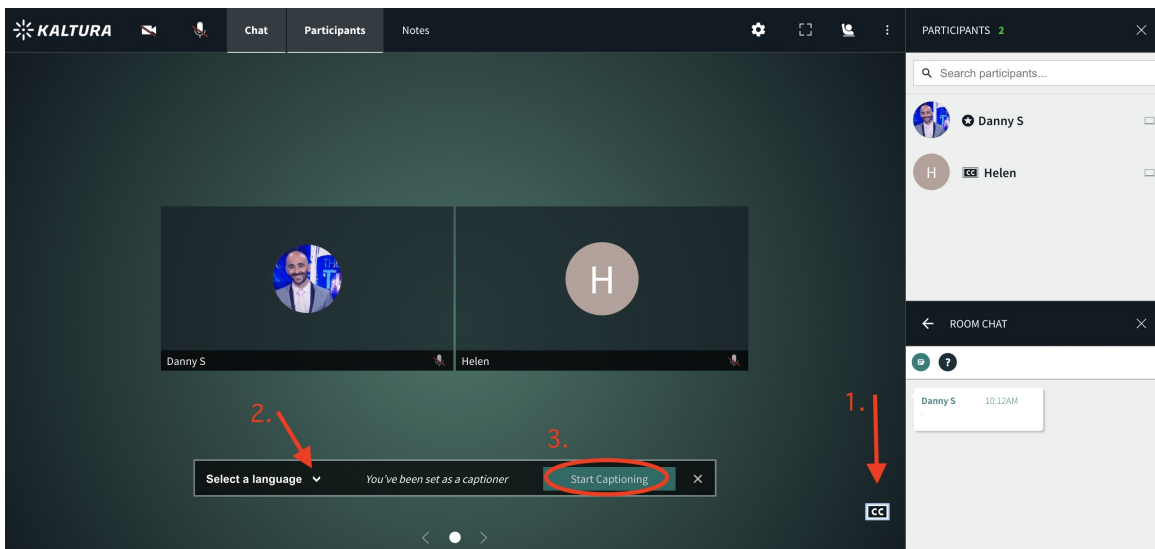 KALTURA
Chat
Participants
Notes
PARTICIPANTS 2
Search participants...
Danny S
H
CC Helen
H
Danny S
Helen
ROOM CHAT
?
Danny S 10:12AM
1.
2.
3.
Select a language
You've been set as a captioner
Start Captioning
CC